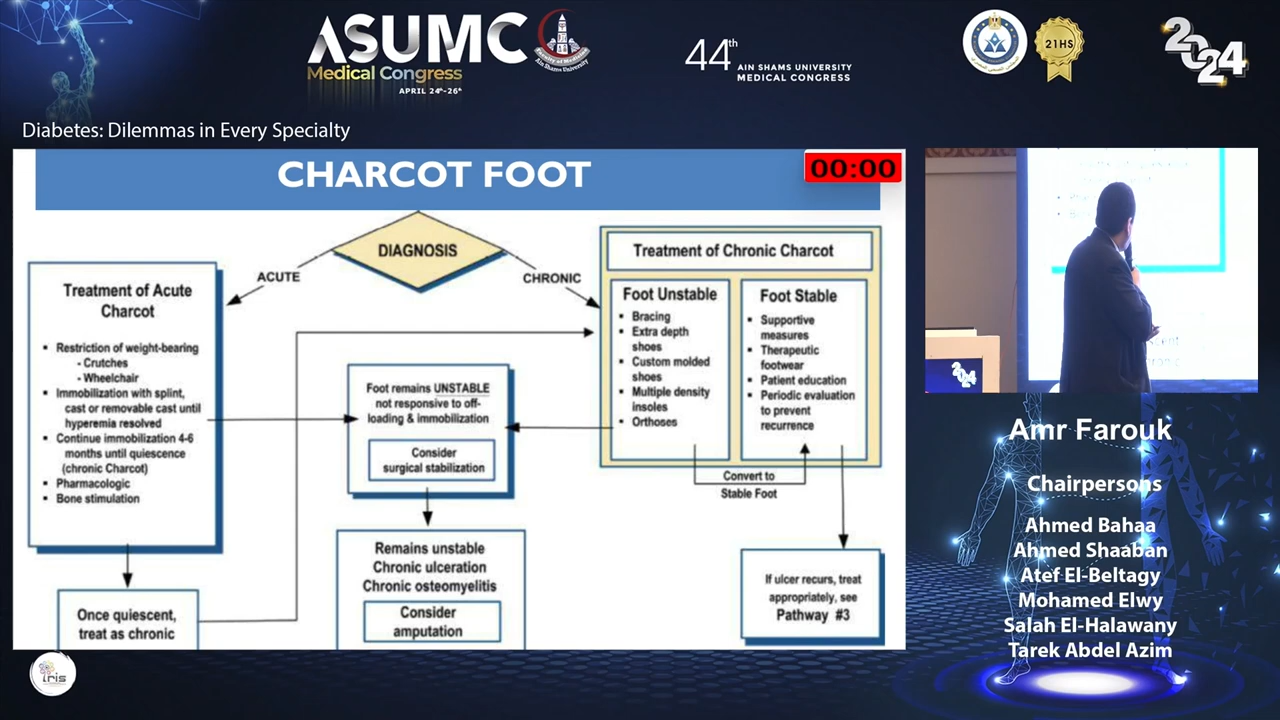 ASUMC
Medical Congress
APRIL 24th-26th
44th AIN SHAMS UNIVERSITY
MEDICAL CONGRESS
21HS
2024
Diabetes: Dilemmas in Every Specialty
CHARCOT FOOT
00:00
DIAGNOSIS
ACUTE
CHRONIC
Treatment of Acute
Charcot
▪ Restriction of weight-bearing
- Crutches
- Wheelchair
▪ Immobilization with splint,
cast or removable cast until
hyperemia resolved
▪ Continue immobilization 4-6
months until quiescence
(chronic Charcot)
▪ Pharmacologic
▪ Bone stimulation
Once quiescent,
treat as chronic
Foot remains UNSTABLE
not responsive to off-
loading & immobilization
Consider
surgical stabilization
Remains unstable
Chronic ulceration
Chronic osteomyelitis
Consider
amputation
Treatment of Chronic Charcot
Foot Unstable
▪ Bracing
▪ Extra depth
shoes
▪ Custom molded
shoes
▪ Multiple density
insoles
▪ Orthoses
Foot Stable
▪ Supportive
measures
▪ Therapeutic
footwear
▪ Patient education
▪ Periodic evaluation
to prevent
recurrence
Convert to
Stable Foot
If ulcer recurs, treat
appropriately, see
Pathway #3
2024
Amr Farouk
Chairpersons
Ahmed Bahaa
Ahmed Shaaban
Atef El-Beltagy
Mohamed Elwy
Salah El-Halawany
Tarek Abdel Azim
iris